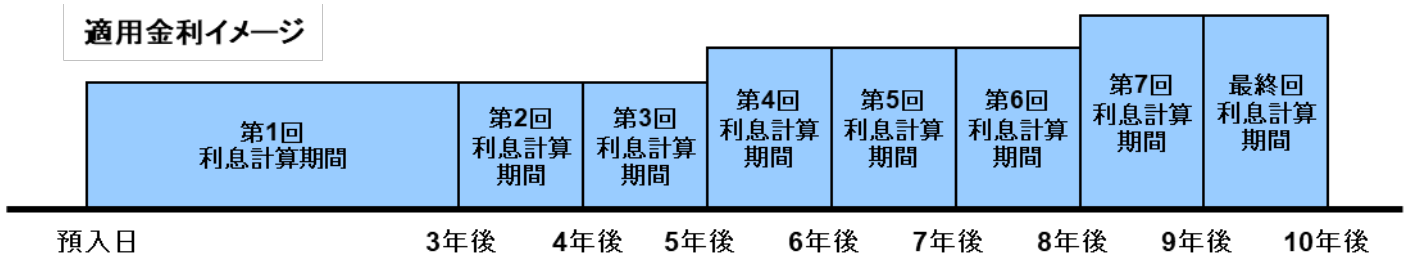 適用金利イメージ
第1回
利息計算期間
第2回
利息計算
期間
第3回
利息計算
期間
第4回
利息計算
期間
第5回
利息計算
期間
第6回
利息計算
期間
第7回
利息計算
期間
最終回
利息計算
期間
預入日 3年後 4年後 5年後 6年後 7年後 8年後 9年後 10年後